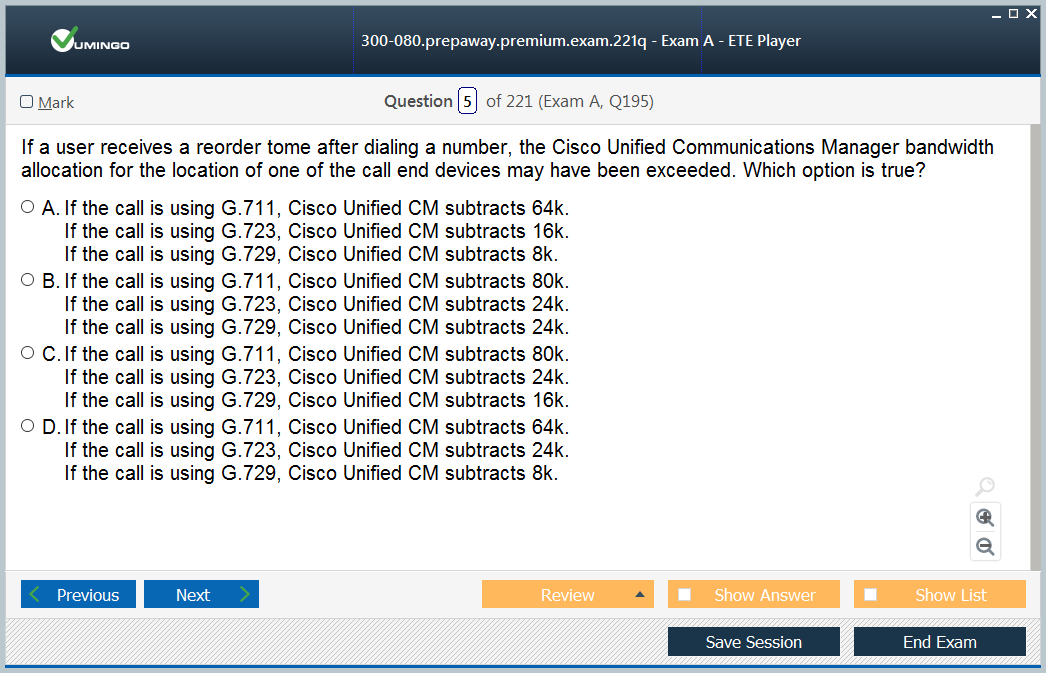 VUMINGO
300-080.prepaway.premium.exam.221q - Exam A - ETE Player
Mark
Question 5 of 221 (Exam A, Q195)
If a user receives a reorder tome after dialing a number, the Cisco Unified Communications Manager bandwidth
allocation for the location of one of the call end devices may have been exceeded. Which option is true?
A. If the call is using G.711, Cisco Unified CM subtracts 64k.
If the call is using G.723, Cisco Unified CM subtracts 16k.
If the call is using G.729, Cisco Unified CM subtracts 8k.
B. If the call is using G.711, Cisco Unified CM subtracts 80k.
If the call is using G.723, Cisco Unified CM subtracts 24k.
If the call is using G.729, Cisco Unified CM subtracts 24k.
C. If the call is using G.711, Cisco Unified CM subtracts 80k.
If the call is using G.723, Cisco Unified CM subtracts 24k.
If the call is using G.729, Cisco Unified CM subtracts 16k.
D. If the call is using G.711, Cisco Unified CM subtracts 64k.
If the call is using G.723, Cisco Unified CM subtracts 24k.
If the call is using G.729, Cisco Unified CM subtracts 8k.
Previous Next Review Show Answer Show List
Save Session End Exam